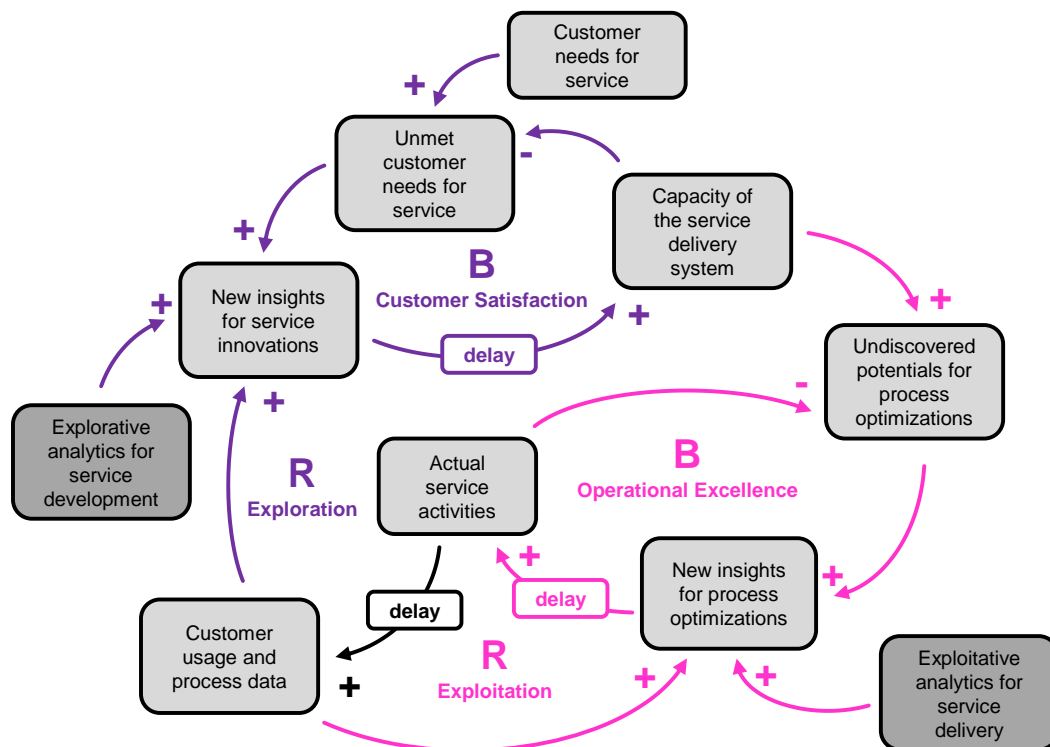 Customer
needs for
service
+
Unmet
customer
needs for
service
-
Capacity of
the service
delivery
system
+
B
Customer Satisfaction
+
New insights
for service
innovations
+
delay
+
+
Undiscovered
potentials for
process
optimizations
-
+
Explorative
analytics for
service
development
R
Exploration
Actual
service
activities
B
Operational Excellence
+
New insights
for process
optimizations
+
delay
delay
Customer
usage and
process data
+
R
Exploitation
+
+
Exploitative
analytics for
service
delivery